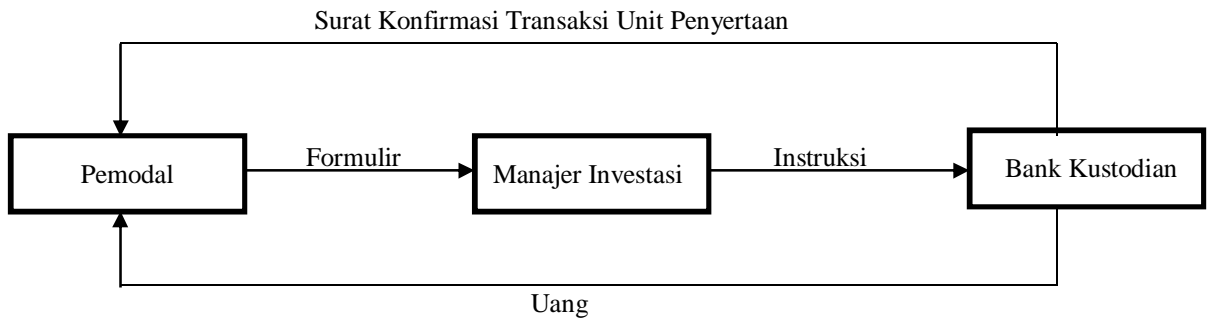 Surat Konfirmasi Transaksi Unit Penyertaan
Pemodal
Formulir
Manajer Investasi
Instruksi
Bank Kustodian
Uang